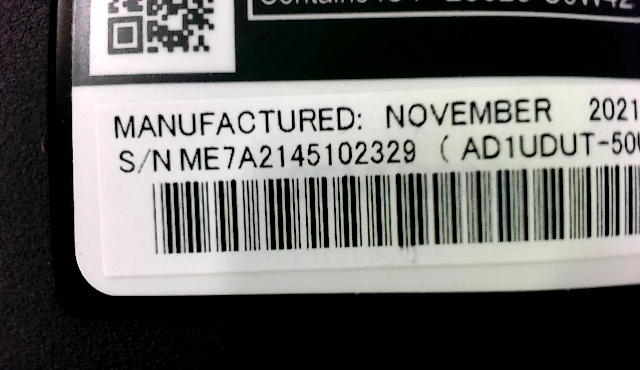 MANUFACTURED: NOVEMBER 2021
S/N ME7A2145102329 ( AD1UDUT-50